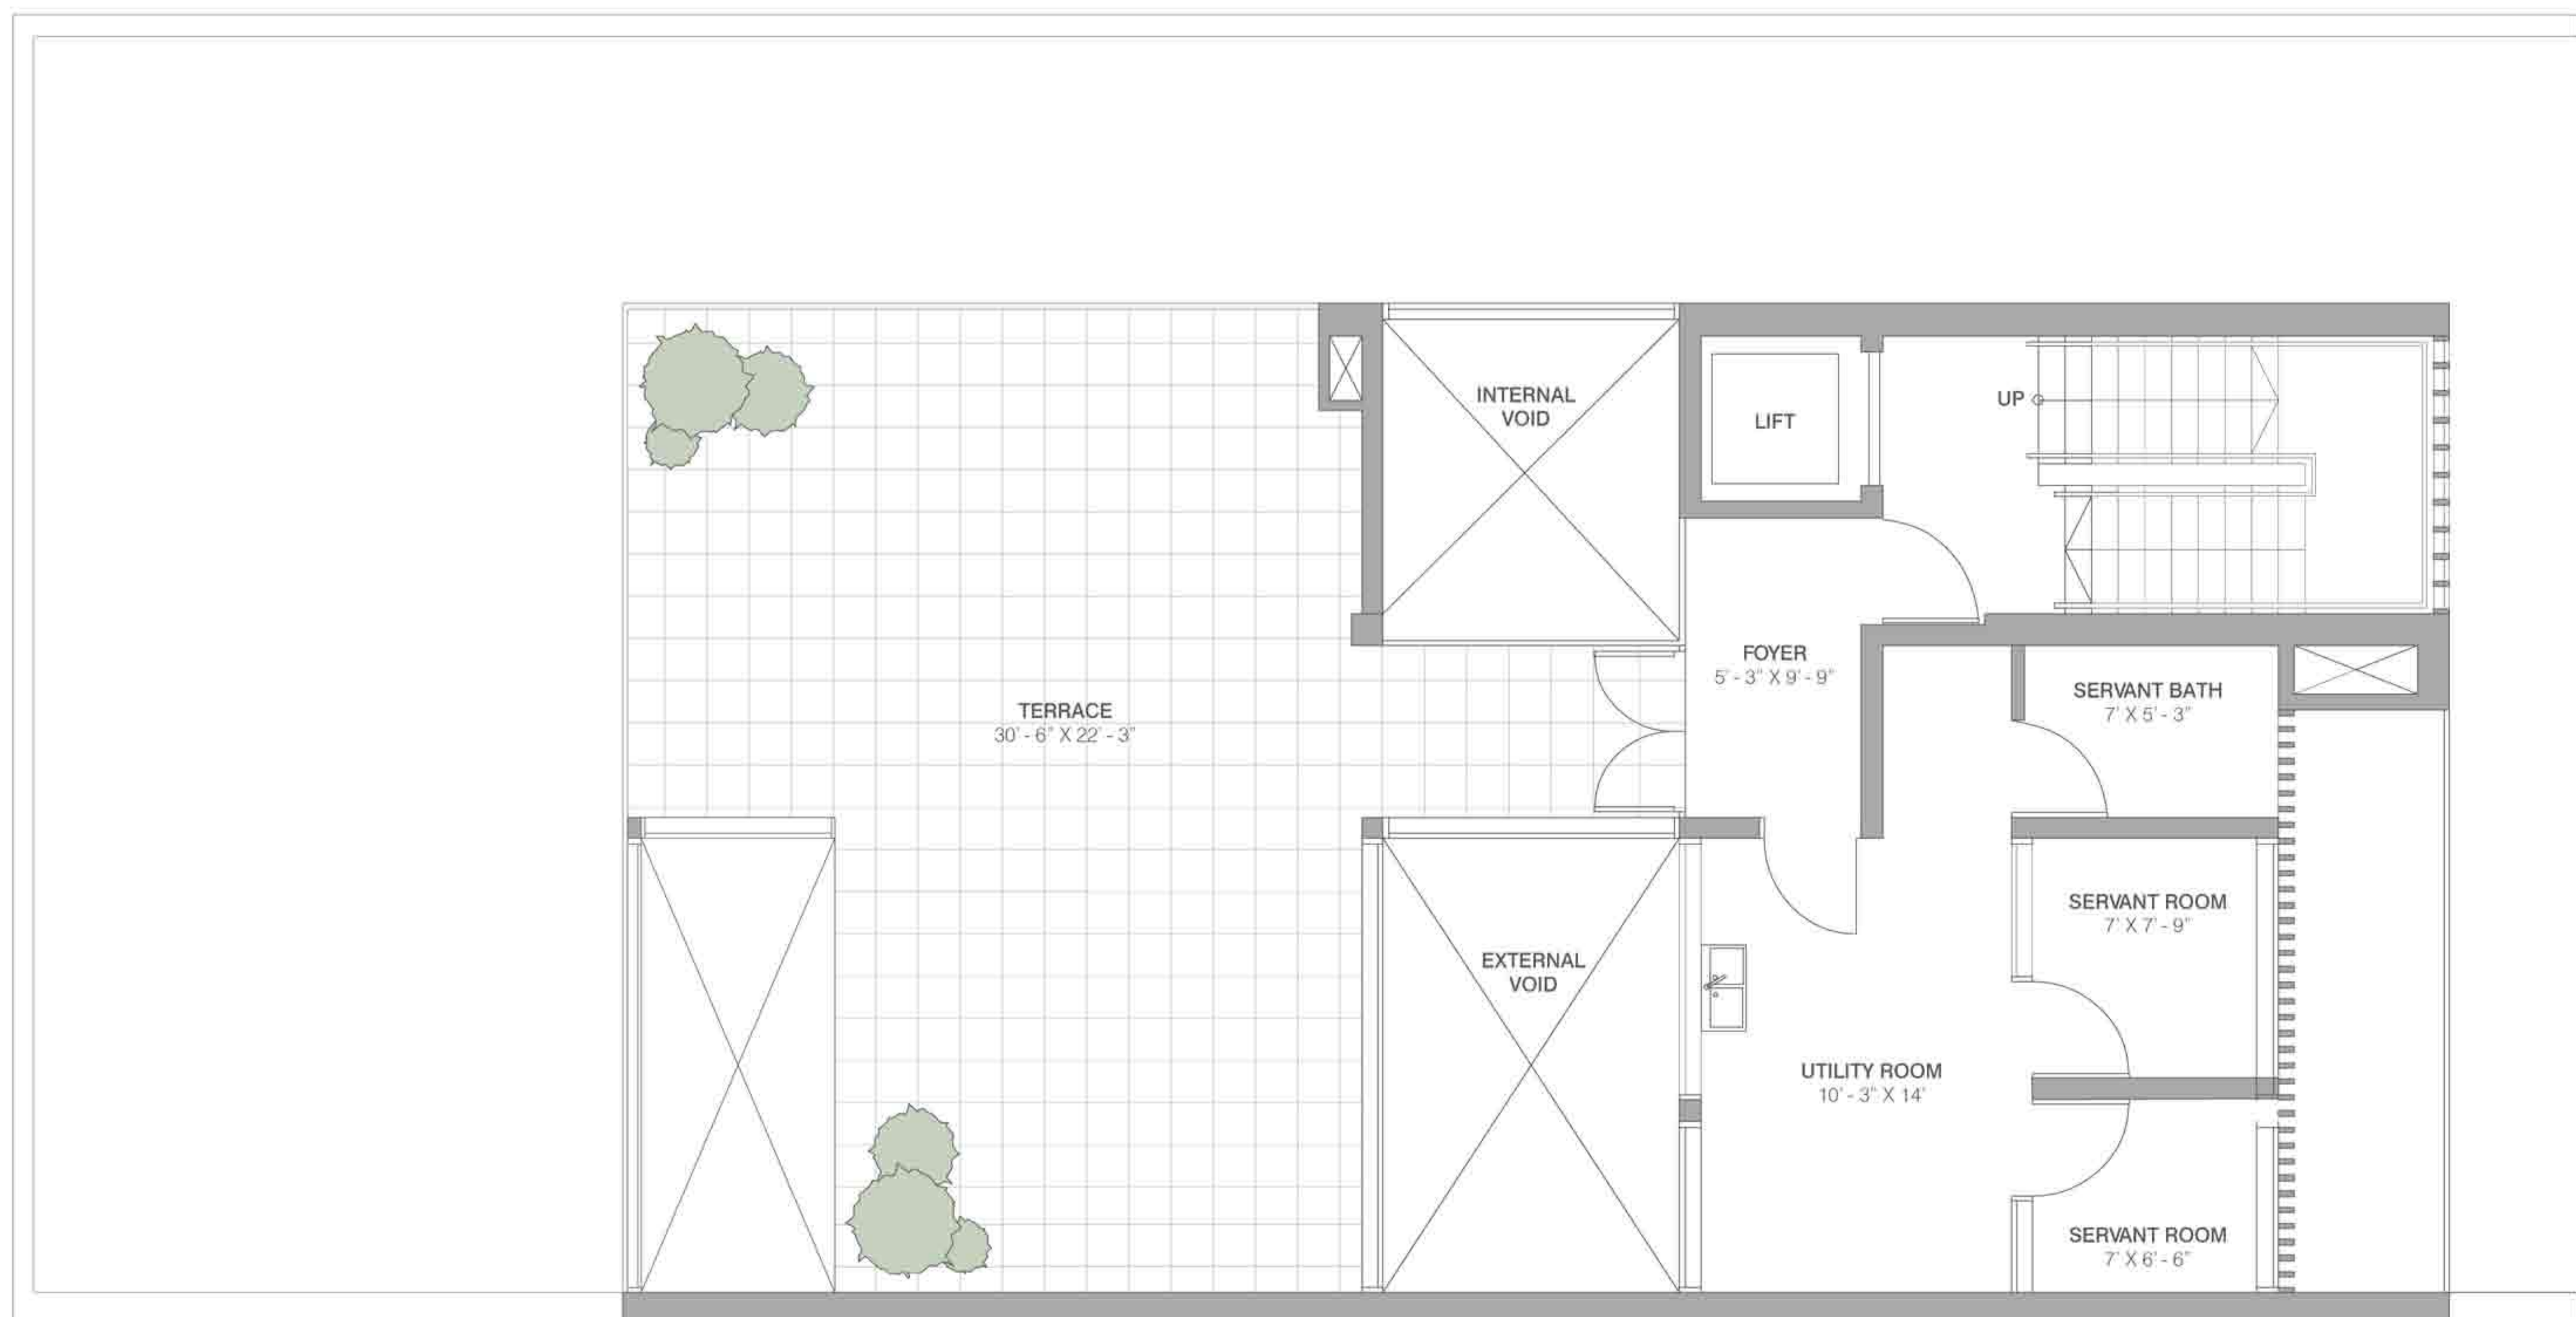 INTERNAL
VOID
LIFT
UP
FOYER
5' - 3" X 9' - 9"
SERVANT BATH
7' X 5' - 3"
TERRACE
30' - 6" X 22' - 3"
SERVANT ROOM
7' X 7' - 9"
EXTERNAL
VOID
UTILITY ROOM
10' - 3" X 14'
SERVANT ROOM
7' X 6' - 6"